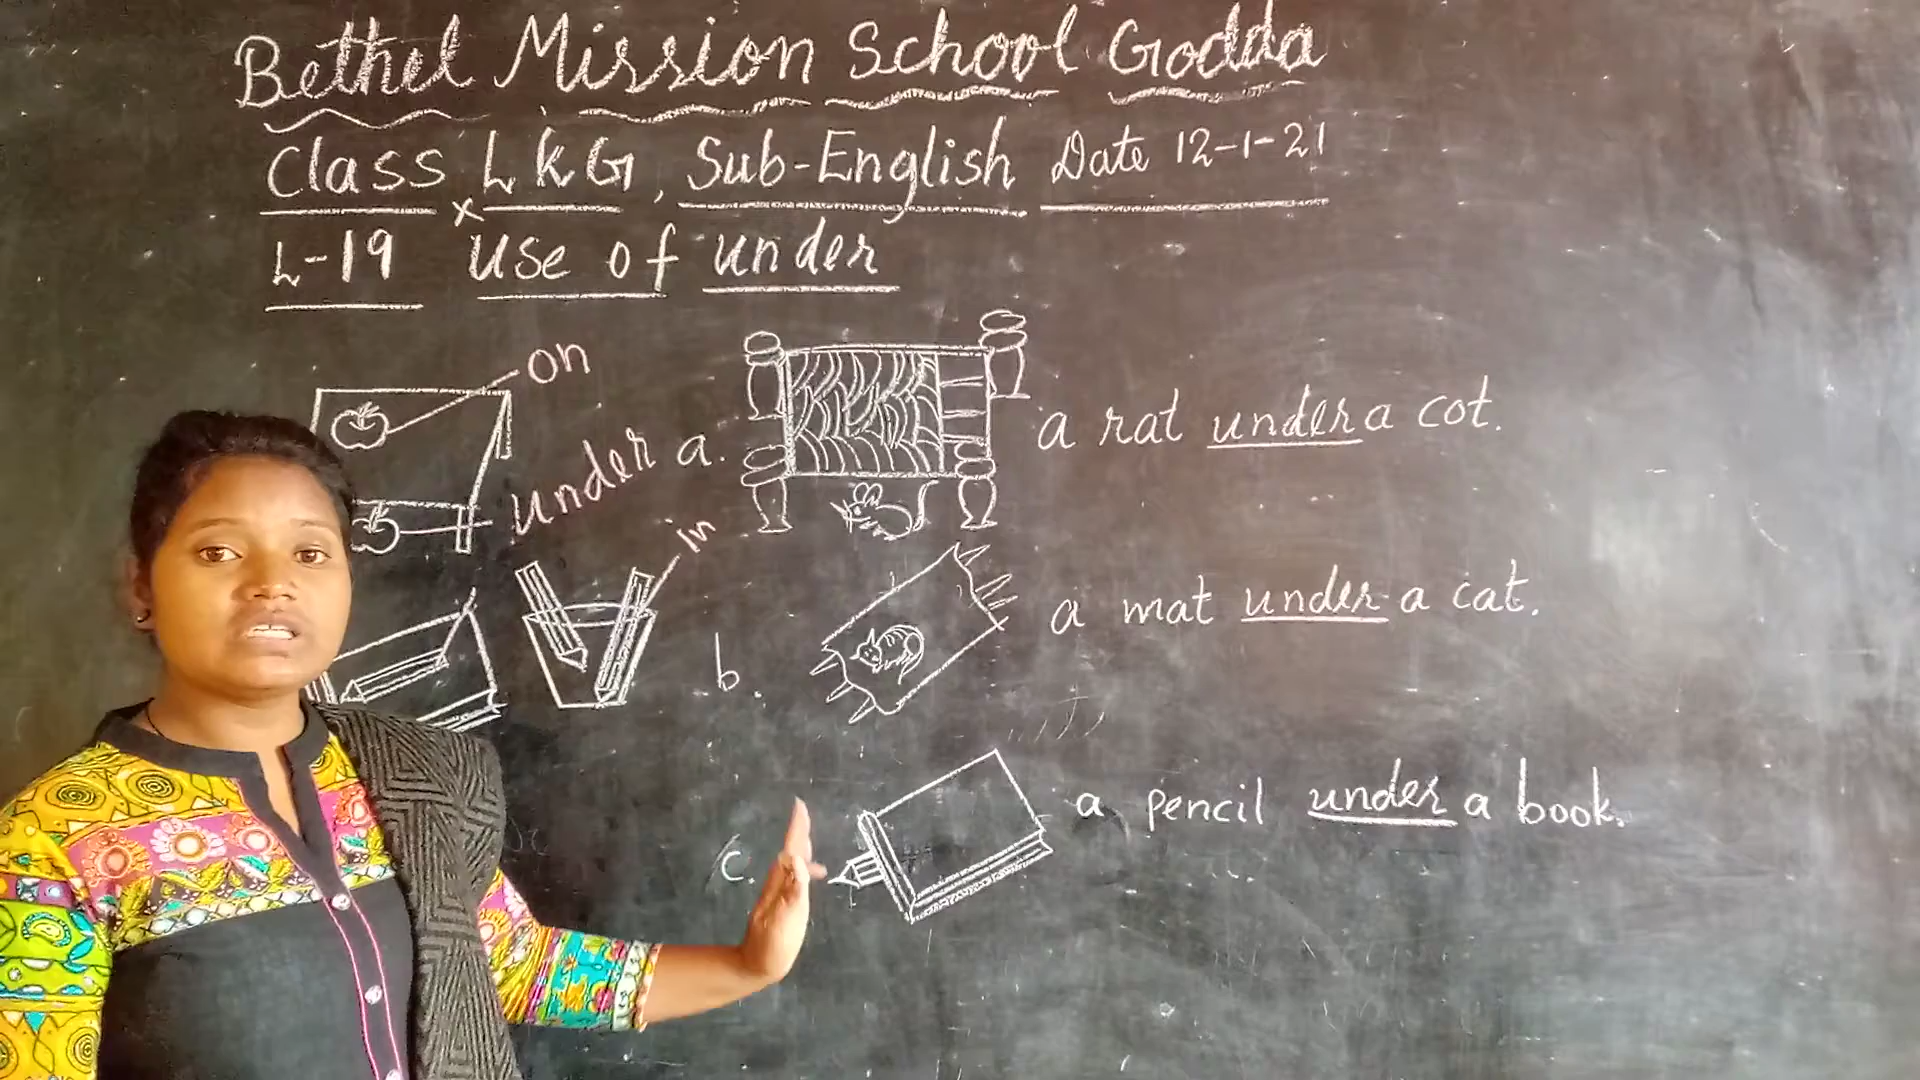 Bethel Mission School Godda
Class LKG, Sub-English Date 12-1-21
L-19 Use of under
on
under
in
a. a rat under a cot.
b. a mat under a cat.
c. a pencil under a book.